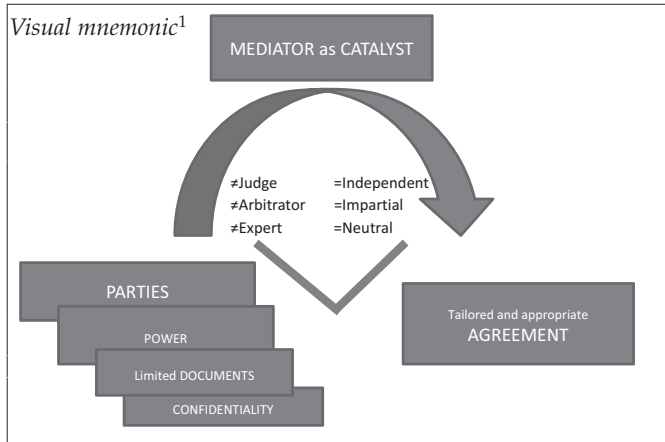 Visual mnemonic1
MEDIATOR as CATALYST
≠Judge =Independent
≠Arbitrator =Impartial
≠Expert =Neutral
PARTIES
POWER
Limited DOCUMENTS
CONFIDENTIALITY
Tailored and appropriate
AGREEMENT